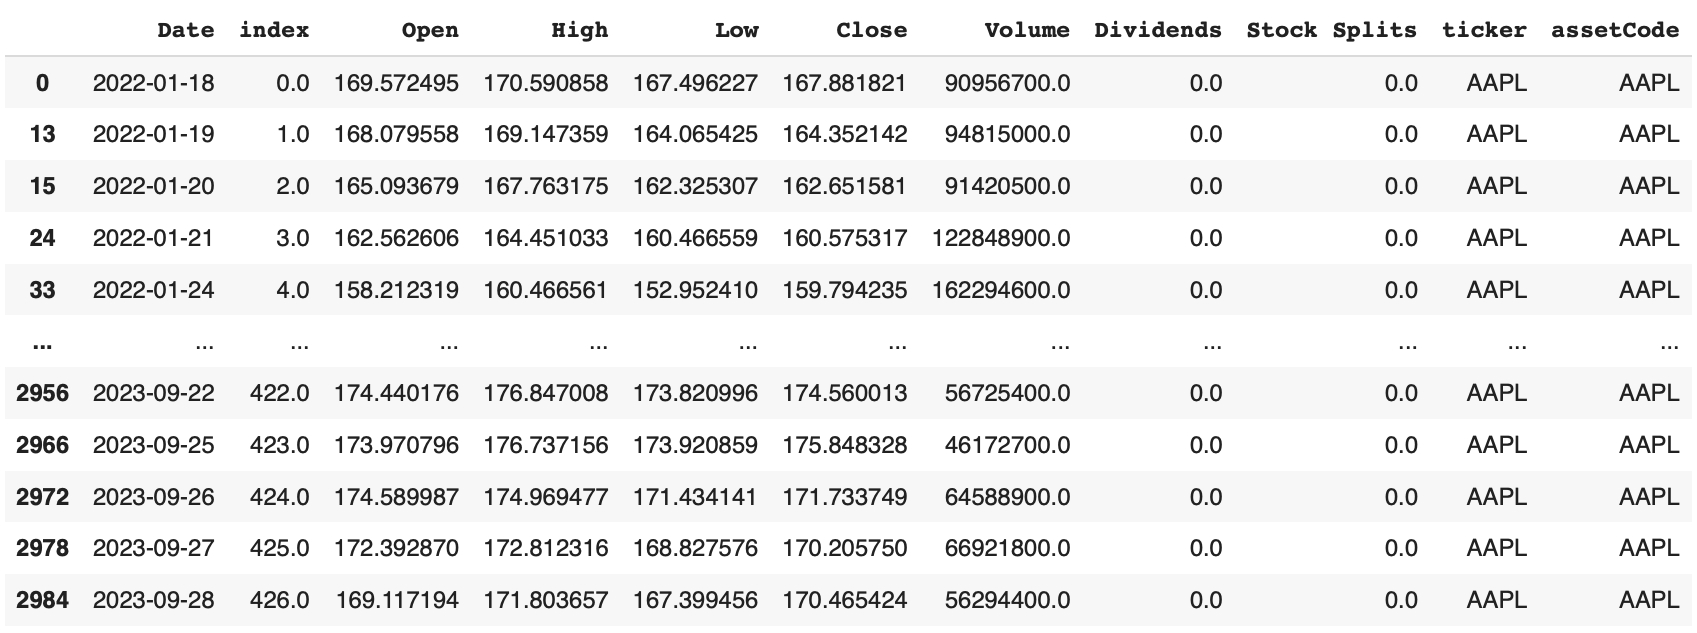 Date index Open High Low Close Volume Dividends Stock Splits ticker assetCode
0 2022-01-18 0.0 169.572495 170.590858 167.496227 167.881821 90956700.0 0.0 0.0 AAPL AAPL
13 2022-01-19 1.0 168.079558 169.147359 164.065425 164.352142 94815000.0 0.0 0.0 AAPL AAPL
15 2022-01-20 2.0 165.093679 167.763175 162.325307 162.651581 91420500.0 0.0 0.0 AAPL AAPL
24 2022-01-21 3.0 162.562606 164.451033 160.466559 160.575317 122848900.0 0.0 0.0 AAPL AAPL
33 2022-01-24 4.0 158.212319 160.466561 152.952410 159.794235 162294600.0 0.0 0.0 AAPL AAPL
... ... ... ... ... ... ... ... ... ... ... ...
2956 2023-09-22 422.0 174.440176 176.847008 173.820996 174.560013 56725400.0 0.0 0.0 AAPL AAPL
2966 2023-09-25 423.0 173.970796 176.737156 173.920859 175.848328 46172700.0 0.0 0.0 AAPL AAPL
2972 2023-09-26 424.0 174.589987 174.969477 171.434141 171.733749 64588900.0 0.0 0.0 AAPL AAPL
2978 2023-09-27 425.0 172.392870 172.812316 168.827576 170.205750 66921800.0 0.0 0.0 AAPL AAPL
2984 2023-09-28 426.0 169.117194 171.803657 167.399456 170.465424 56294400.0 0.0 0.0 AAPL AAPL